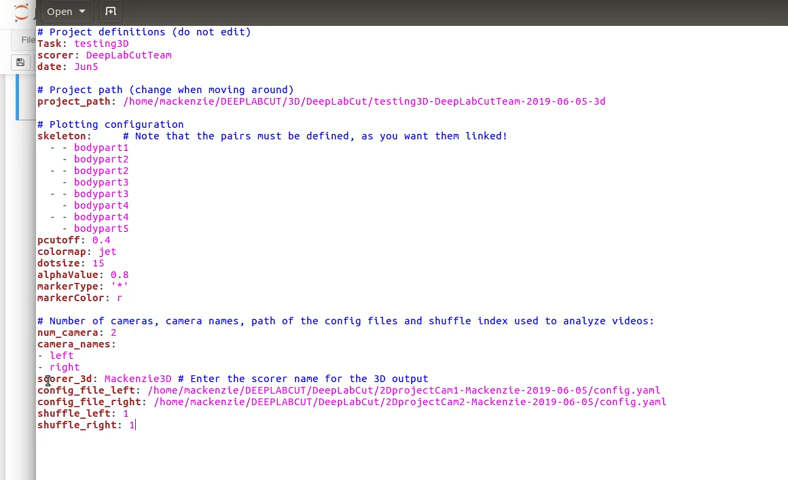 Open
File
# Project definitions (do not edit)
Task: testing3D
scorer: DeepLabCutTeam
date: Jun5
# Project path (change when moving around)
project_path: /home/mackenzie/DEEPLABCUT/3D/DeepLabCut/testing3D-DeepLabCutTeam-2019-06-05-3d
# Plotting configuration
skeleton: # Note that the pairs must be defined, as you want them linked!
- - bodypart1
- bodypart2
- - bodypart2
- bodypart3
- - bodypart3
- bodypart4
- - bodypart4
- bodypart5
pcutoff: 0.4
colormap: jet
dotsize: 15
alphaValue: 0.8
markerType: '*'
markerColor: r
# Number of cameras, camera names, path of the config files and shuffle index used to analyze videos:
num_camera: 2
camera_names:
- left
- right
scorer_3d: Mackenzie3D # Enter the scorer name for the 3D output
config_file_left: /home/mackenzie/DEEPLABCUT/DeepLabCut/2DprojectCam1-Mackenzie-2019-06-05/config.yaml
config_file_right: /home/mackenzie/DEEPLABCUT/DeepLabCut/2DprojectCam2-Mackenzie-2019-06-05/config.yaml
shuffle_left: 1
shuffle_right: 1